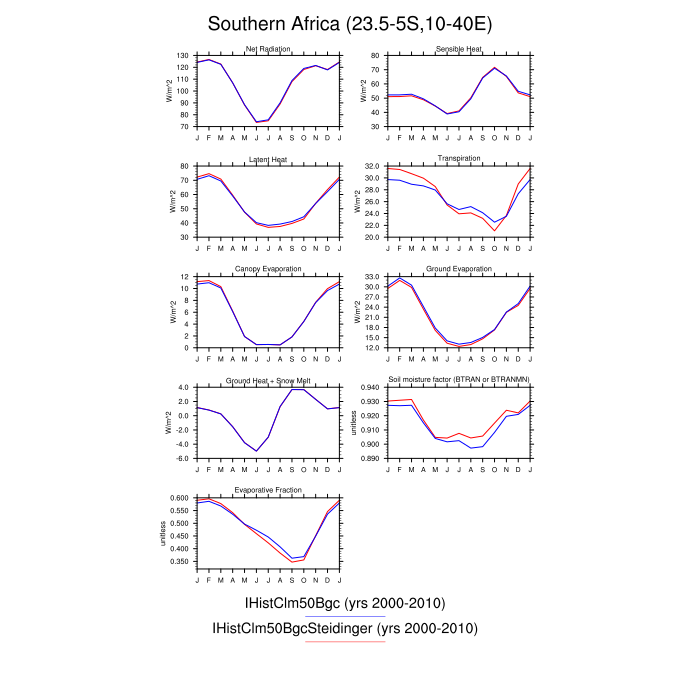 Southern Africa (23.5-5S,10-40E)
Net Radiation
W/m^2
130
120
110
100
90
80
70
J F M A M J J A S O N D J
Sensible Heat
W/m^2
80
70
60
50
40
30
J F M A M J J A S O N D J
Latent Heat
W/m^2
80
70
60
50
40
30
J F M A M J J A S O N D J
Transpiration
W/m^2
32.0
30.0
28.0
26.0
24.0
22.0
20.0
J F M A M J J A S O N D J
Canopy Evaporation
W/m^2
12
10
8
6
4
2
0
J F M A M J J A S O N D J
Ground Evaporation
W/m^2
33.0
30.0
27.0
24.0
21.0
18.0
15.0
12.0
J F M A M J J A S O N D J
Ground Heat + Snow Melt
W/m^2
4.0
2.0
0.0
-2.0
-4.0
-6.0
J F M A M J J A S O N D J
Soil moisture factor (BTRAN or BTRANMN)
unitless
0.940
0.930
0.920
0.910
0.900
0.890
J F M A M J J A S O N D J
Evaporative Fraction
unitless
0.600
0.550
0.500
0.450
0.400
0.350
J F M A M J J A S O N D J
IHistClm50Bgc (yrs 2000-2010)
IHistClm50BgcSteidinger (yrs 2000-2010)